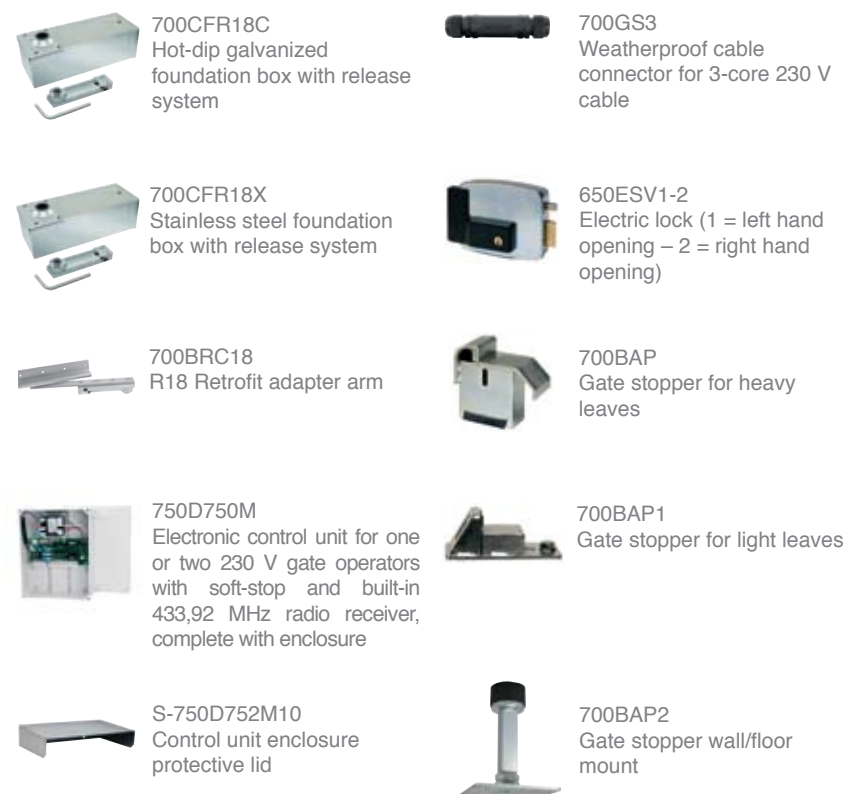 700CFR18C
Hot-dip galvanized
foundation box with release
system
700CFR18X
Stainless steel foundation
box with release system
700BRC18
R18 Retrofit adapter arm
750D750M
Electronic control unit for one
or two 230 V gate operators
with soft-stop and built-in
433,92 MHz radio receiver,
complete with enclosure
S-750D752M10
Control unit enclosure
protective lid
700GS3
Weatherproof cable
connector for 3-core 230 V
cable
650ESV1-2
Electric lock (1 = left hand
opening – 2 = right hand
opening)
700BAP
Gate stopper for heavy
leaves
700BAP1
Gate stopper for light leaves
700BAP2
Gate stopper wall/floor
mount